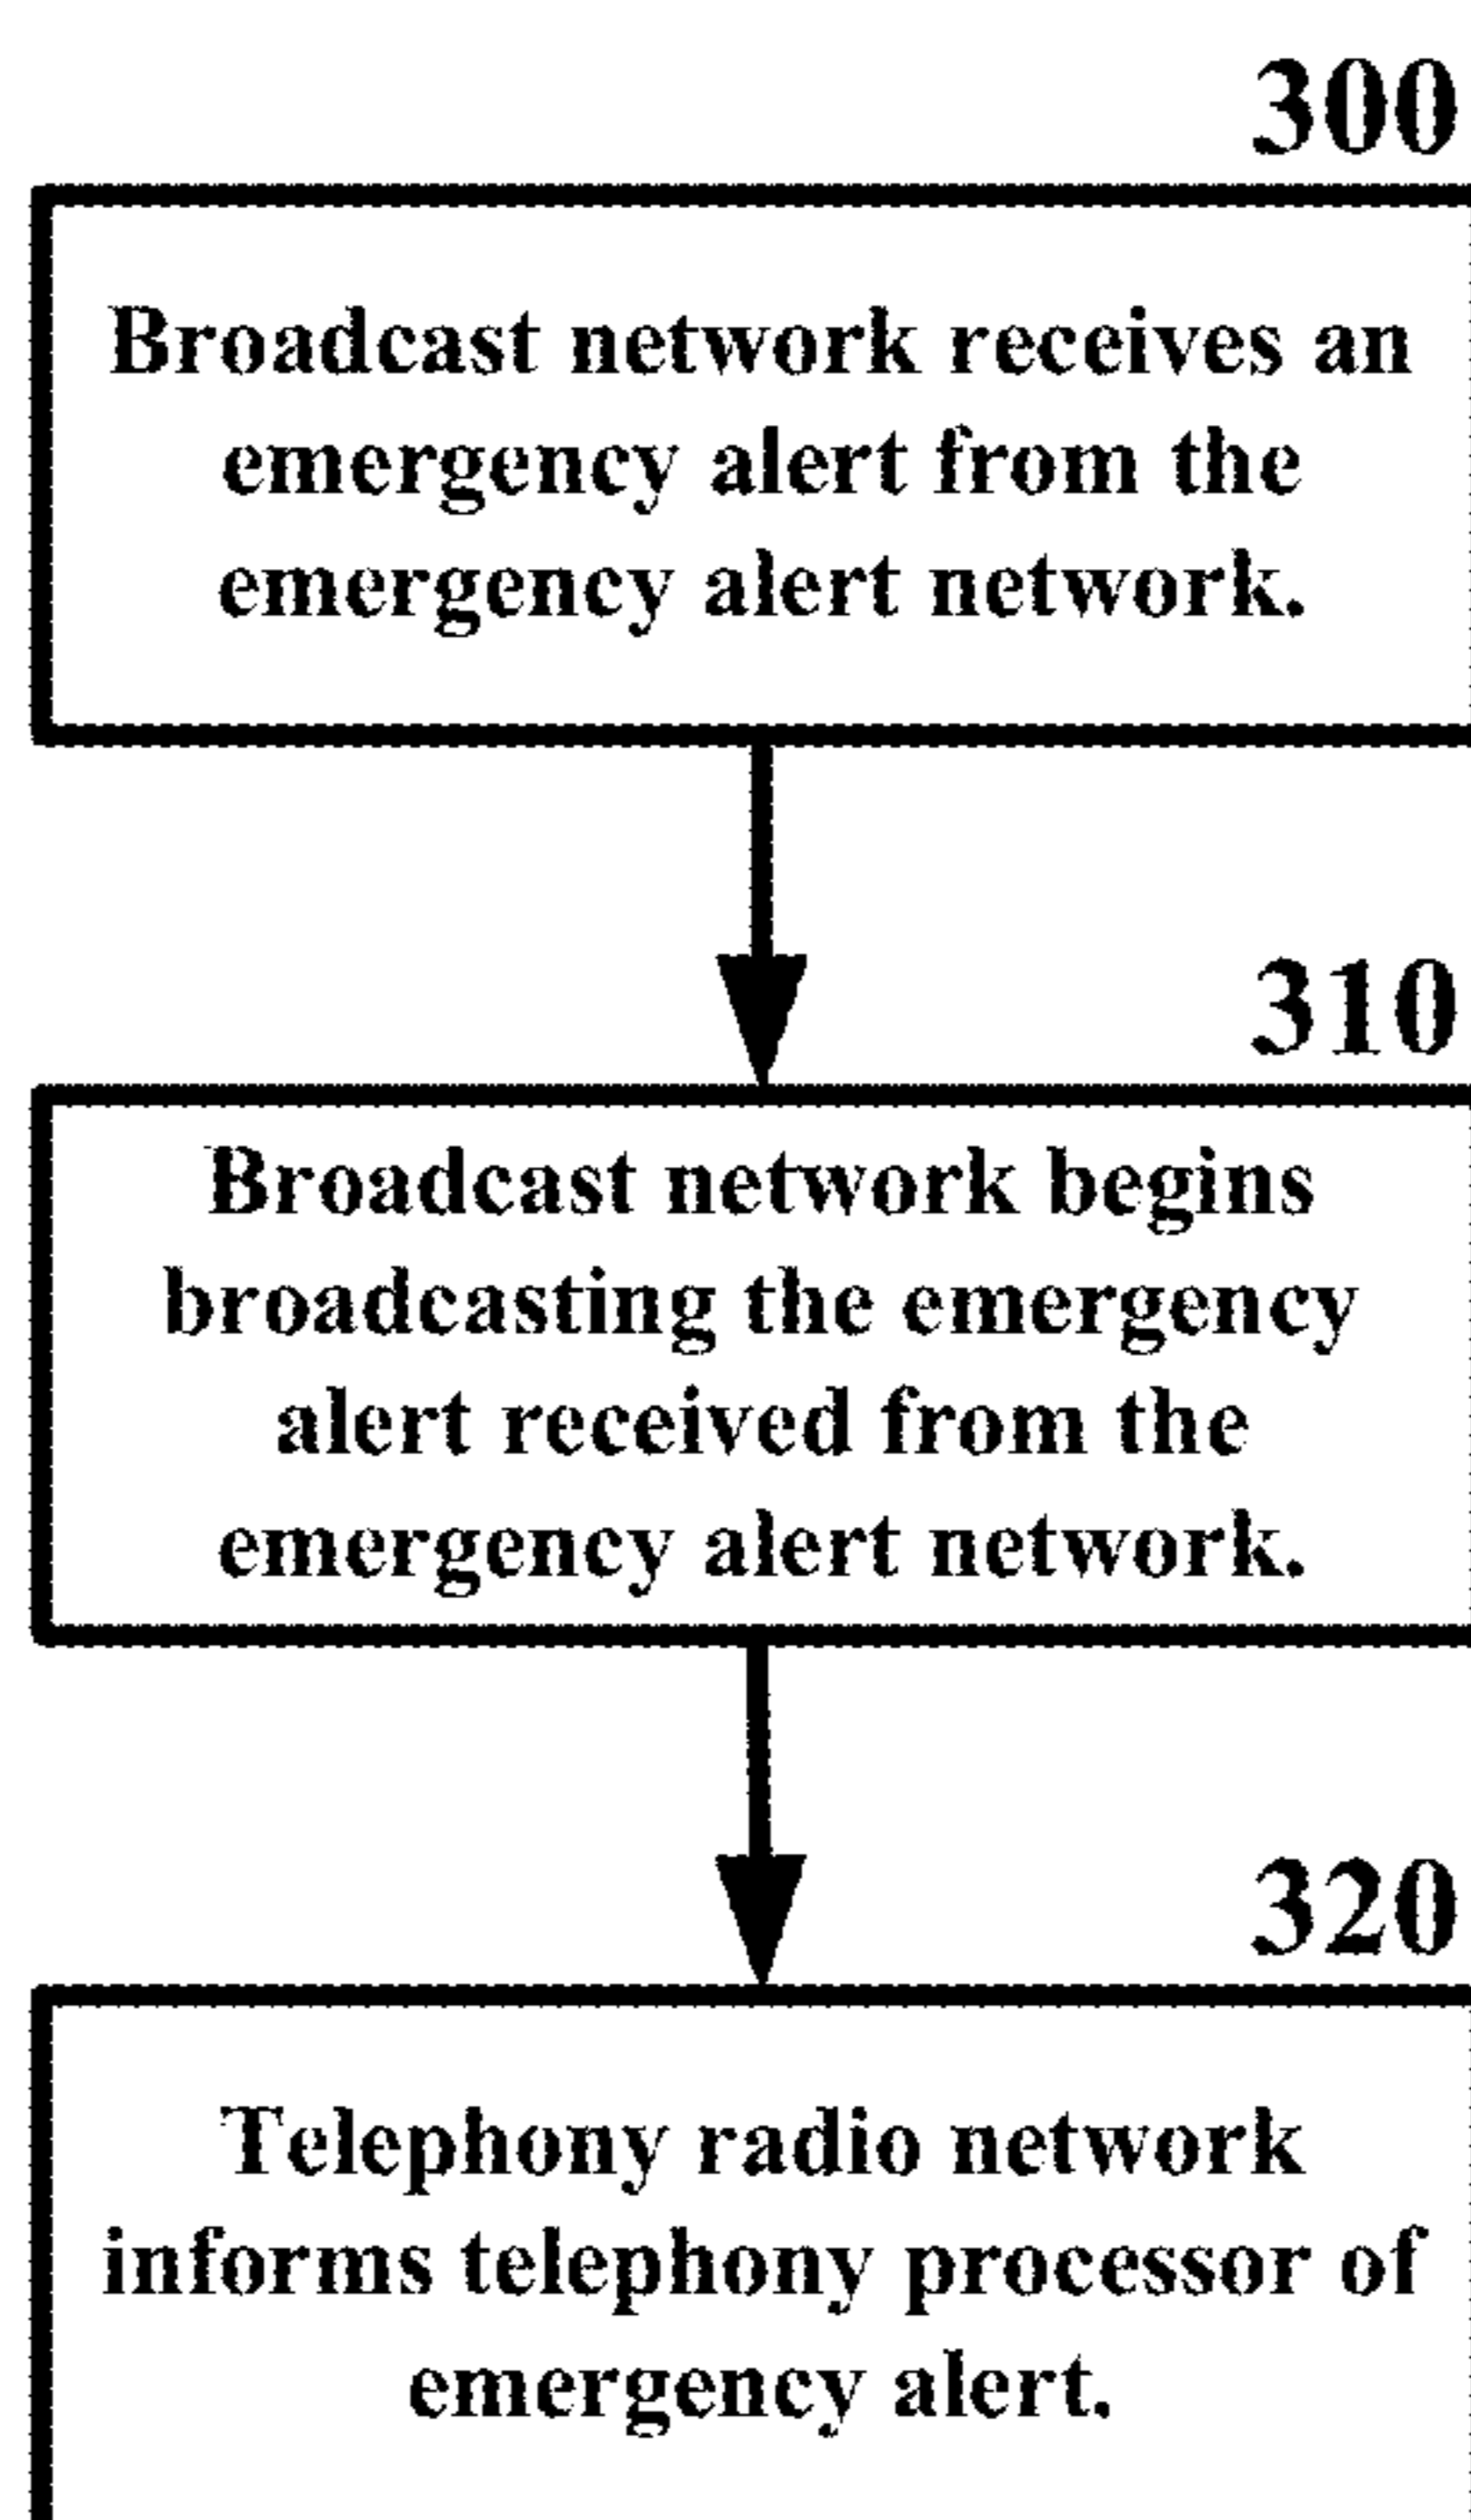 300
Broadcast network receives an
emergency alert from the
emergency alert network.
310
Broadcast network begins
broadcasting the emergency
alert received from the
emergency alert network.
320
Telephony radio network
informs telephony processor of
emergency alert.